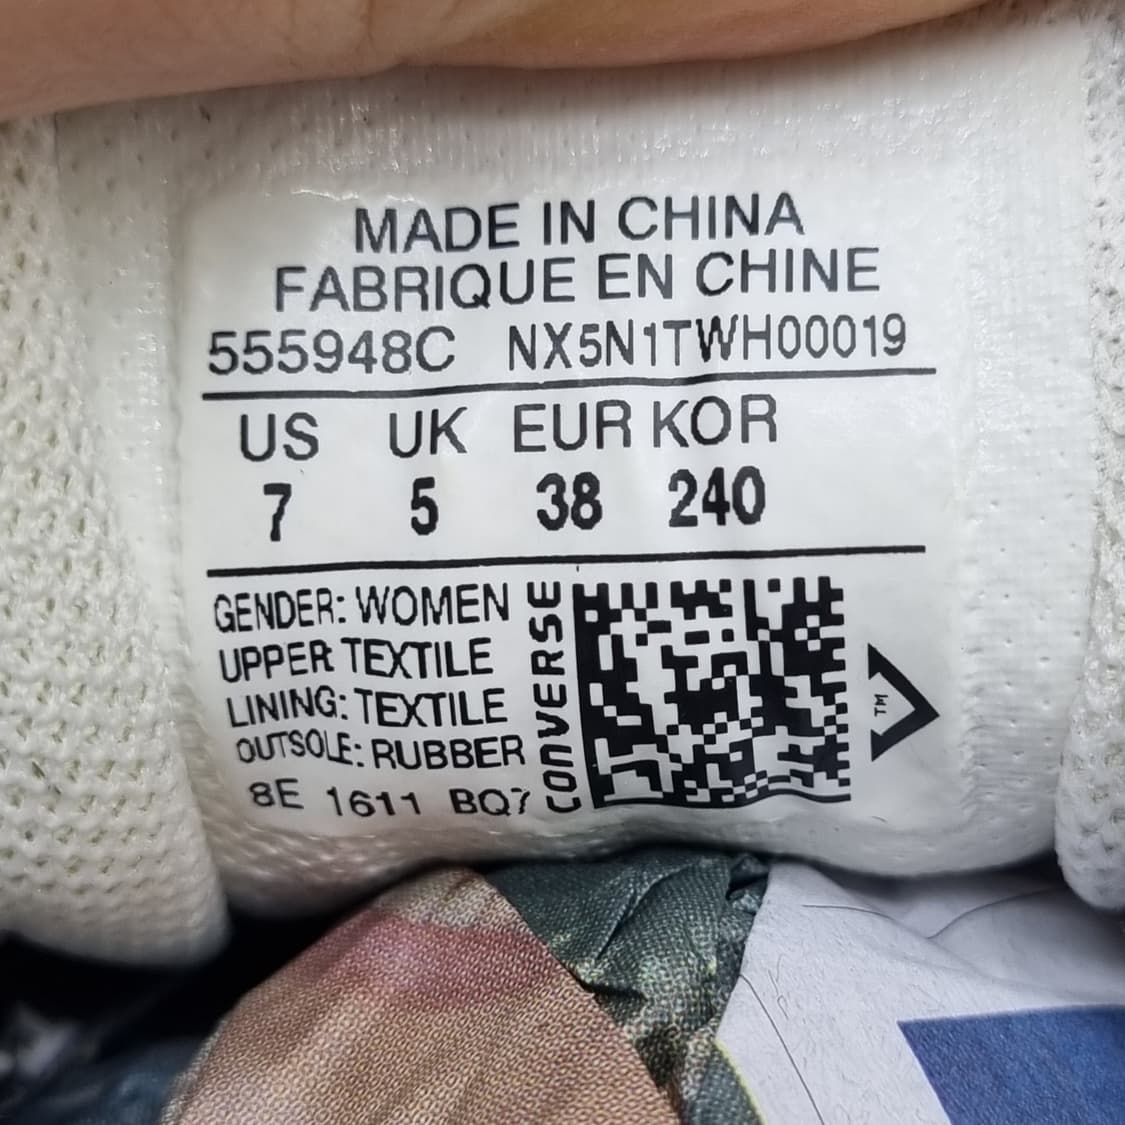 MADE IN CHINA
FABRIQUE EN CHINE
555948C NX5N1TWH00019
US UK EUR KOR
7 5 38 240
GENDER: WOMEN
UPPER TEXTILE
LINING: TEXTILE
OUTSOLE: RUBBER
8E 1611 BQ7
CONVERSE
TM